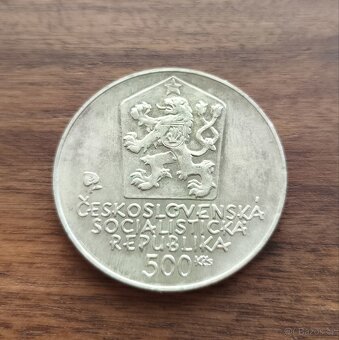 ČESKOSLOVENSKÁ
SOCIALISTICKÁ
REPUBLIKA
500 Kčs